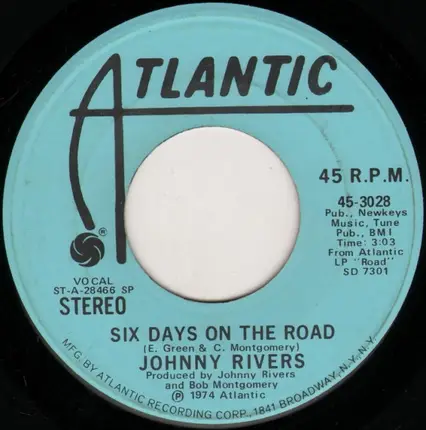 ATLANTIC
45 R.P.M.
45-3028
Pub., Newkeys
Music, Tune
Pub., BMI
Time: 3:03
From Atlantic
LP "Road"
SD 7301
®
VOCAL
ST-A-28466 SP
STEREO
SIX DAYS ON THE ROAD
(E. Green & C. Montgomery)
JOHNNY RIVERS
Produced by Johnny Rivers
and Bob Montgomery
℗ 1974 Atlantic
MFG. BY ATLANTIC RECORDING CORP., 1841 BROADWAY, N.Y., N.Y.